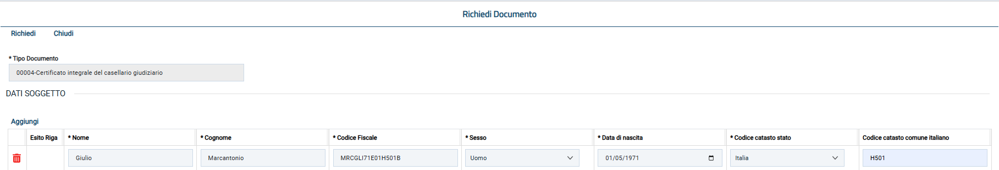 Richiedi Documento
Richiedi Chiudi
* Tipo Documento
00004-Certificato integrale del casellario giudiziario
DATI SOGGETTO
Aggiungi
Esito Riga * Nome * Cognome * Codice Fiscale * Sesso * Data di nascita * Codice catasto stato Codice catasto comune italiano
Giulio Marcantonio MRCGLI71E01H501B Uomo 01/05/1971 Italia H501